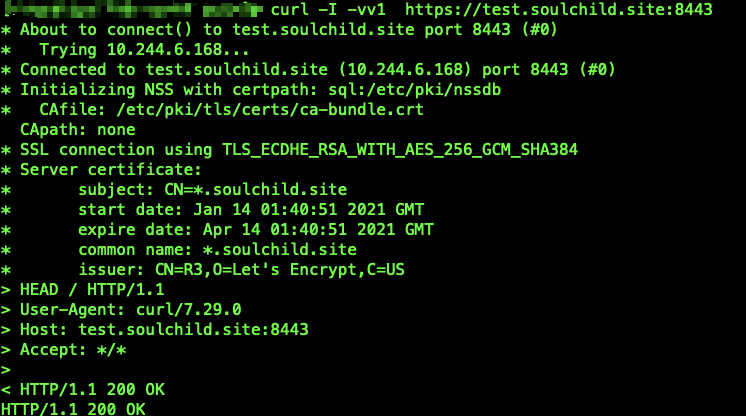 curl -I -vv1  https://test.soulchild.site:8443
* About to connect() to test.soulchild.site port 8443 (#0)
*   Trying 10.244.6.168...
* Connected to test.soulchild.site (10.244.6.168) port 8443 (#0)
* Initializing NSS with certpath: sql:/etc/pki/nssdb
*   CAfile: /etc/pki/tls/certs/ca-bundle.crt
  CApath: none
* SSL connection using TLS_ECDHE_RSA_WITH_AES_256_GCM_SHA384
* Server certificate:
*       subject: CN=*.soulchild.site
*       start date: Jan 14 01:40:51 2021 GMT
*       expire date: Apr 14 01:40:51 2021 GMT
*       common name: *.soulchild.site
*       issuer: CN=R3,O=Let's Encrypt,C=US
> HEAD / HTTP/1.1
> User-Agent: curl/7.29.0
> Host: test.soulchild.site:8443
> Accept: */*
>
< HTTP/1.1 200 OK
HTTP/1.1 200 OK